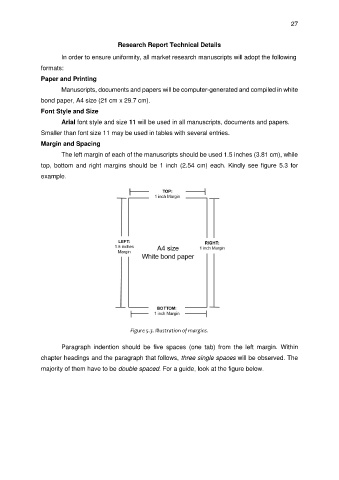 27
Research Report Technical Details
In order to ensure uniformity, all market research manuscripts will adopt the following
formats:
Paper and Printing
Manuscripts, documents and papers will be computer-generated and compiled in white
bond paper, A4 size (21 cm x 29.7 cm).
Font Style and Size
Arial font style and size 11 will be used in all manuscripts, documents and papers.
Smaller than font size 11 may be used in tables with several entries.
Margin and Spacing
The left margin of each of the manuscripts should be used 1.5 inches (3.81 cm), while
top, bottom and right margins should be 1 inch (2.54 cm) each. Kindly see figure 5.3 for
example.
TOP:
1 inch Margin
LEFT:
1.5 inches
Margin
A4 size
White bond paper
RIGHT:
1 inch Margin
BOTTOM:
1 inch Margin
Figure 5.3. Illustration of margins.
Paragraph indention should be five spaces (one tab) from the left margin. Within
chapter headings and the paragraph that follows, three single spaces will be observed. The
majority of them have to be double spaced. For a guide, look at the figure below.